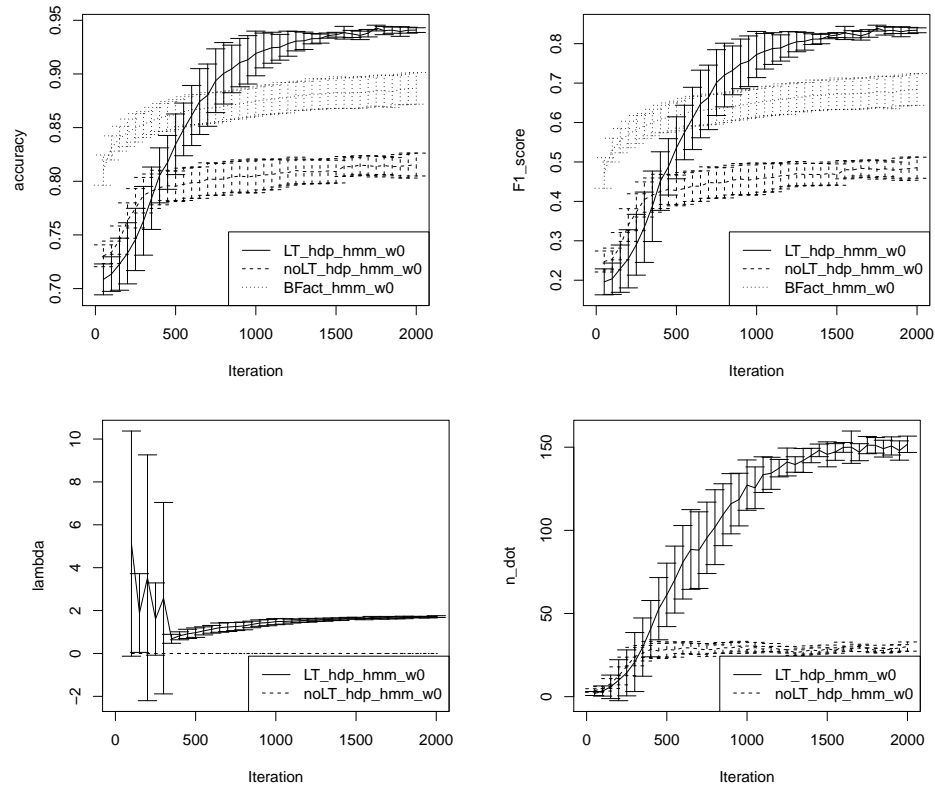 accuracy
0.70 0.75 0.80 0.85 0.90 0.95
LT_hdp_hmm_w0
noLT_hdp_hmm_w0
BFact_hmm_w0
0 500 1000 1500 2000
Iteration
F1_score
0.2 0.3 0.4 0.5 0.6 0.7 0.8
LT_hdp_hmm_w0
noLT_hdp_hmm_w0
BFact_hmm_w0
0 500 1000 1500 2000
Iteration
lambda
−2 0 2 4 6 8 10
LT_hdp_hmm_w0
noLT_hdp_hmm_w0
0 500 1000 1500 2000
Iteration
n_dot
0 50 100 150
LT_hdp_hmm_w0
noLT_hdp_hmm_w0
0 500 1000 1500 2000
Iteration